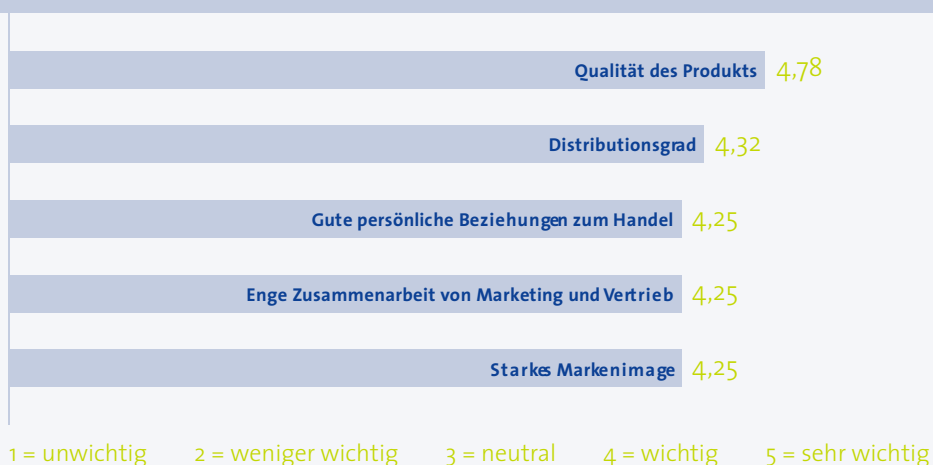 Qualität des Produkts 4,78
Distributionsgrad 4,32
Gute persönliche Beziehungen zum Handel 4,25
Enge Zusammenarbeit von Marketing und Vertrieb 4,25
Starkes Markenimage 4,25
1 = unwichtig 2 = weniger wichtig 3 = neutral 4 = wichtig 5 = sehr wichtig